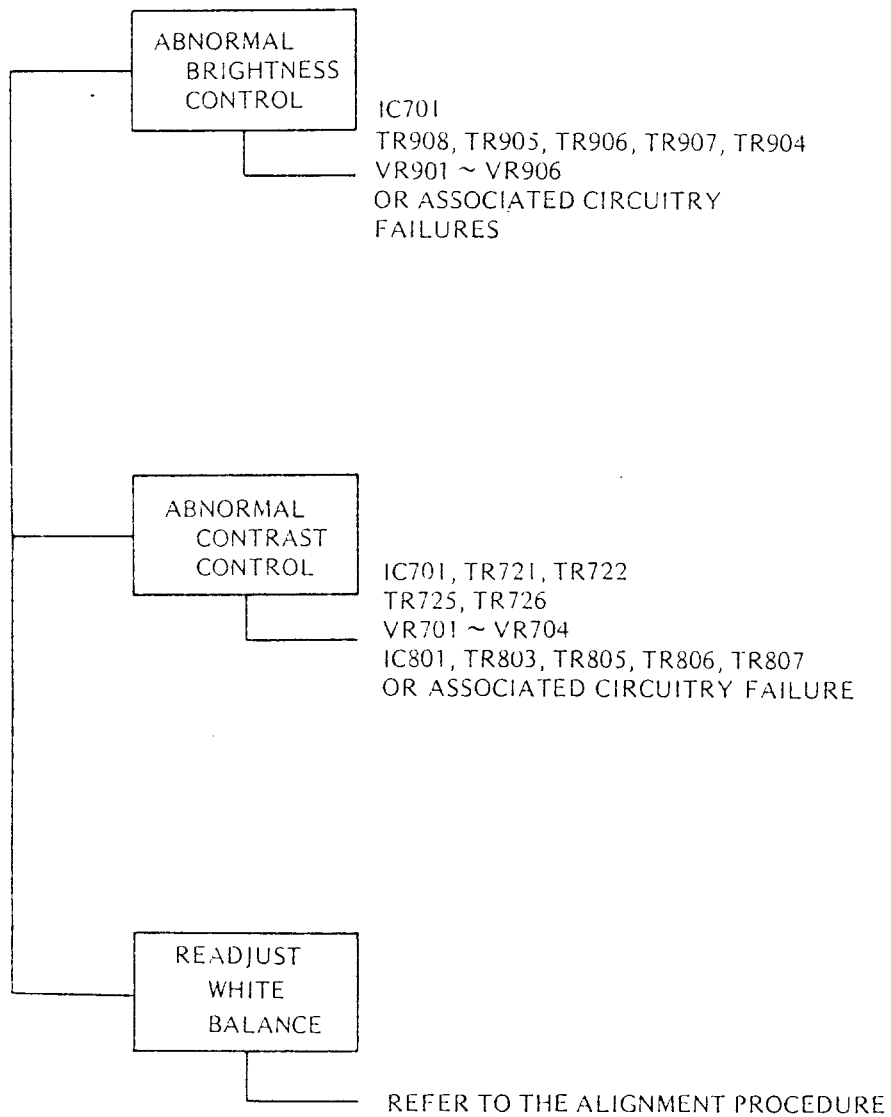 ABNORMAL
BRIGHTNESS
CONTROL
IC701
TR908, TR905, TR906, TR907, TR904
VR901 ~ VR906
OR ASSOCIATED CIRCUITRY
FAILURES
ABNORMAL
CONTRAST
CONTROL
IC701, TR721, TR722
TR725, TR726
VR701 ~ VR704
IC801, TR803, TR805, TR806, TR807
OR ASSOCIATED CIRCUITRY FAILURE
READJUST
WHITE
BALANCE
REFER TO THE ALIGNMENT PROCEDURE